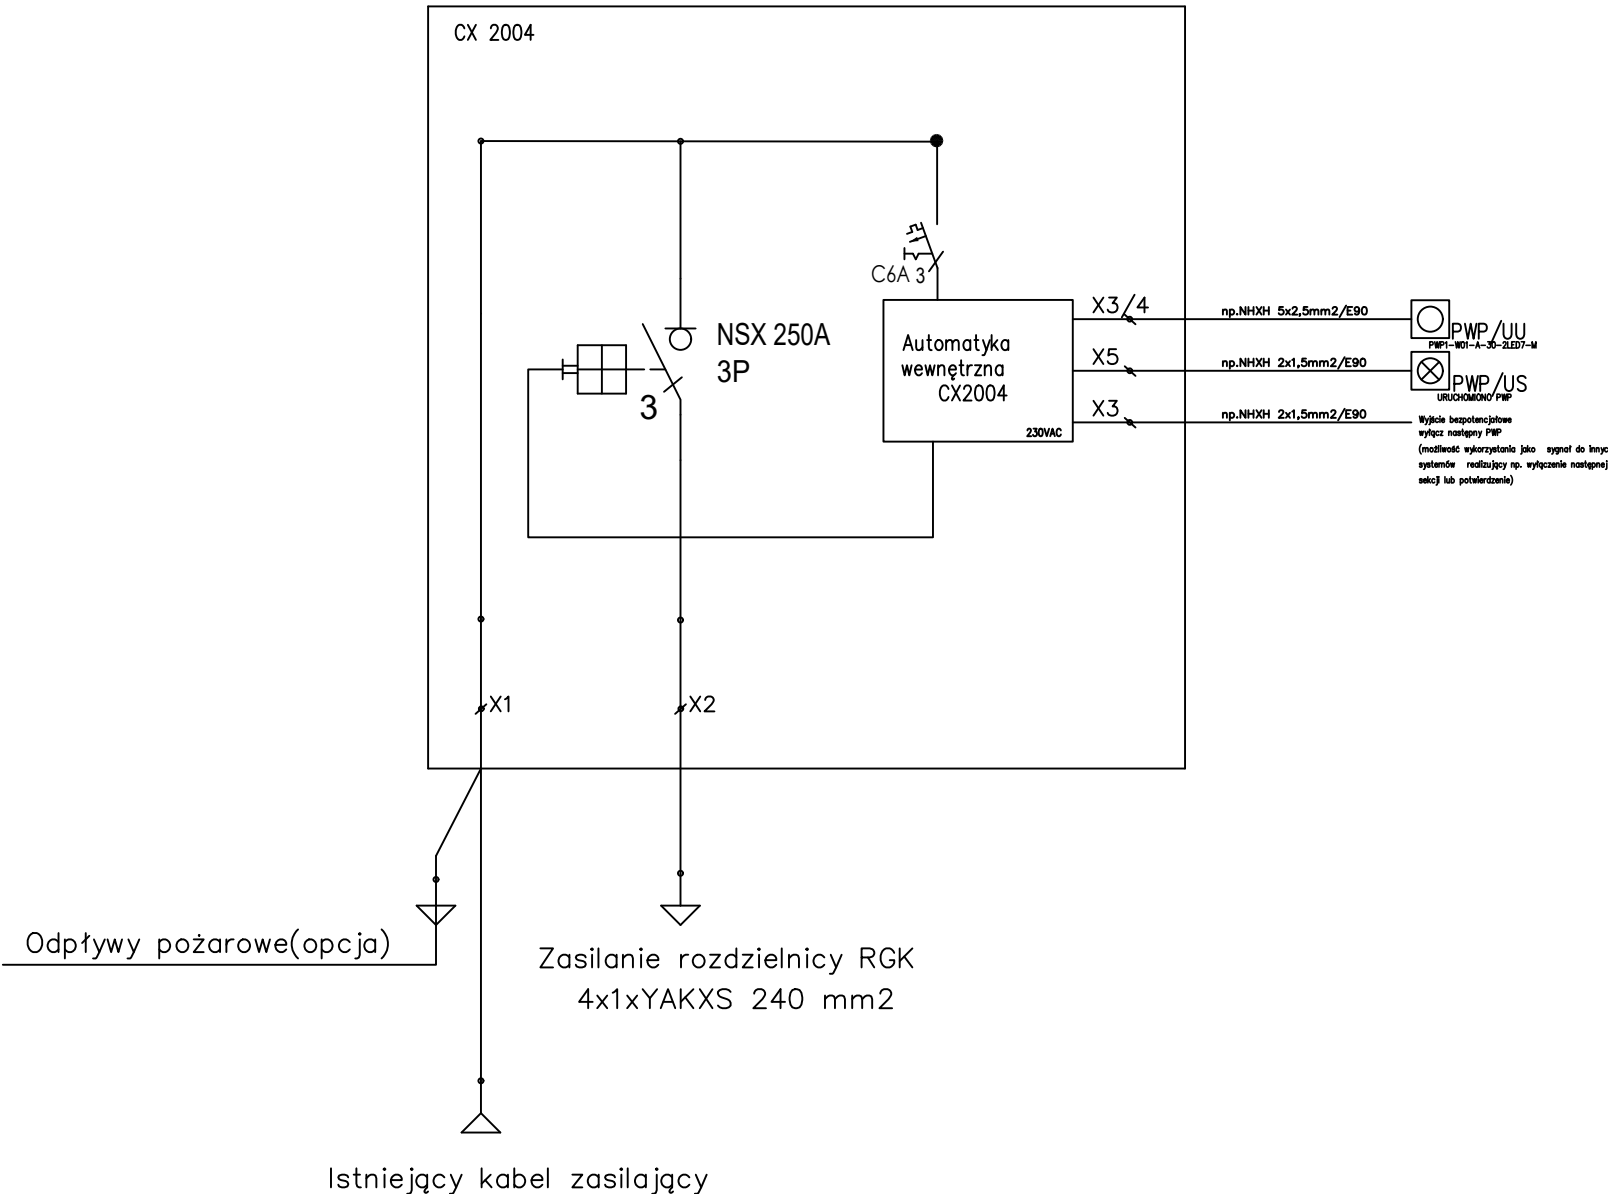 CX 2004
C6A 3
X3/4
np.NHXH 5x2,5mm2/E90
PWP/UU
PWP1-W01-A-30-2LED7-M
NSX 250A
3P
3
Automatyka
wewnętrzna
CX2004
230VAC
X5
np.NHXH 2x1,5mm2/E90
PWP/US
URUCHOMIONO PWP
X3
np.NHXH 2x1,5mm2/E90
Wyjście bezpotencjałowe
wyłącz następny PWP
(możliwość wykorzystania jako sygnał do innyc
systemów realizujący np. wyłączenie następnej
sekcji lub potwierdzenie)
X1
X2
Odpływy pożarowe(opcja)
Zasilanie rozdzielnicy RGK
4x1xYAKXS 240 mm2
Istniejący kabel zasilający